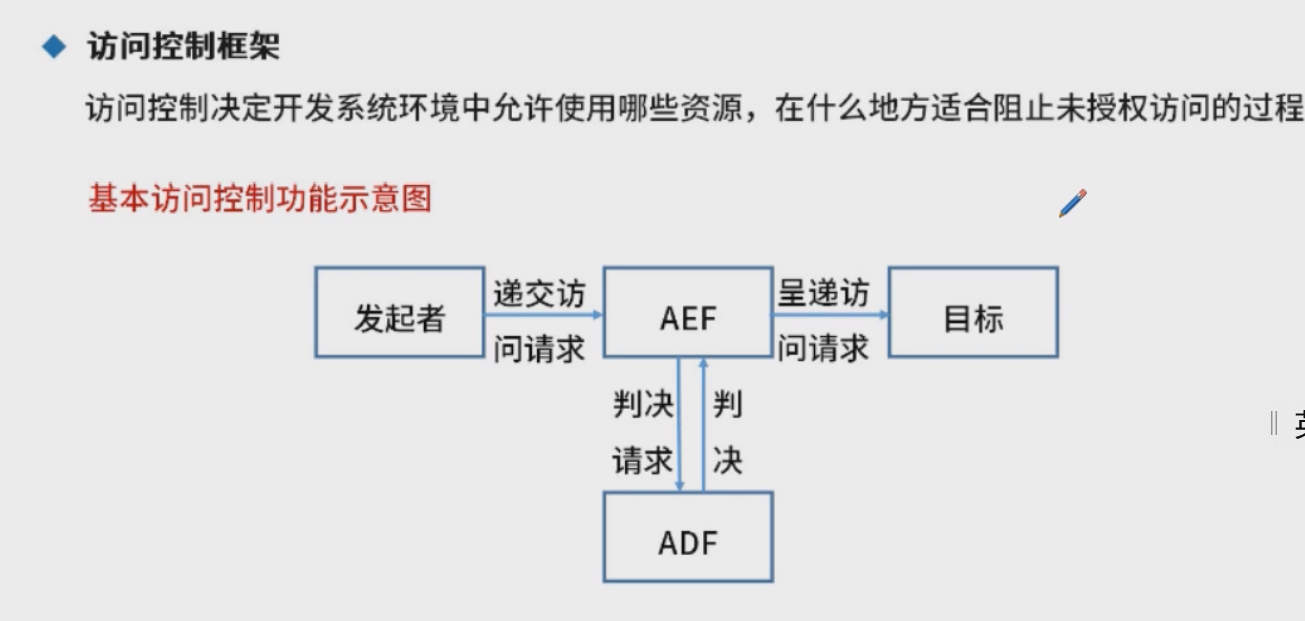 访问控制框架
访问控制决定开发系统环境中允许使用哪些资源，在什么地方适合阻止未授权访问的过程
基本访问控制功能示意图
发起者
递交访
问请求
AEF
呈递访
问请求
目标
判决
请求
判
决
ADF